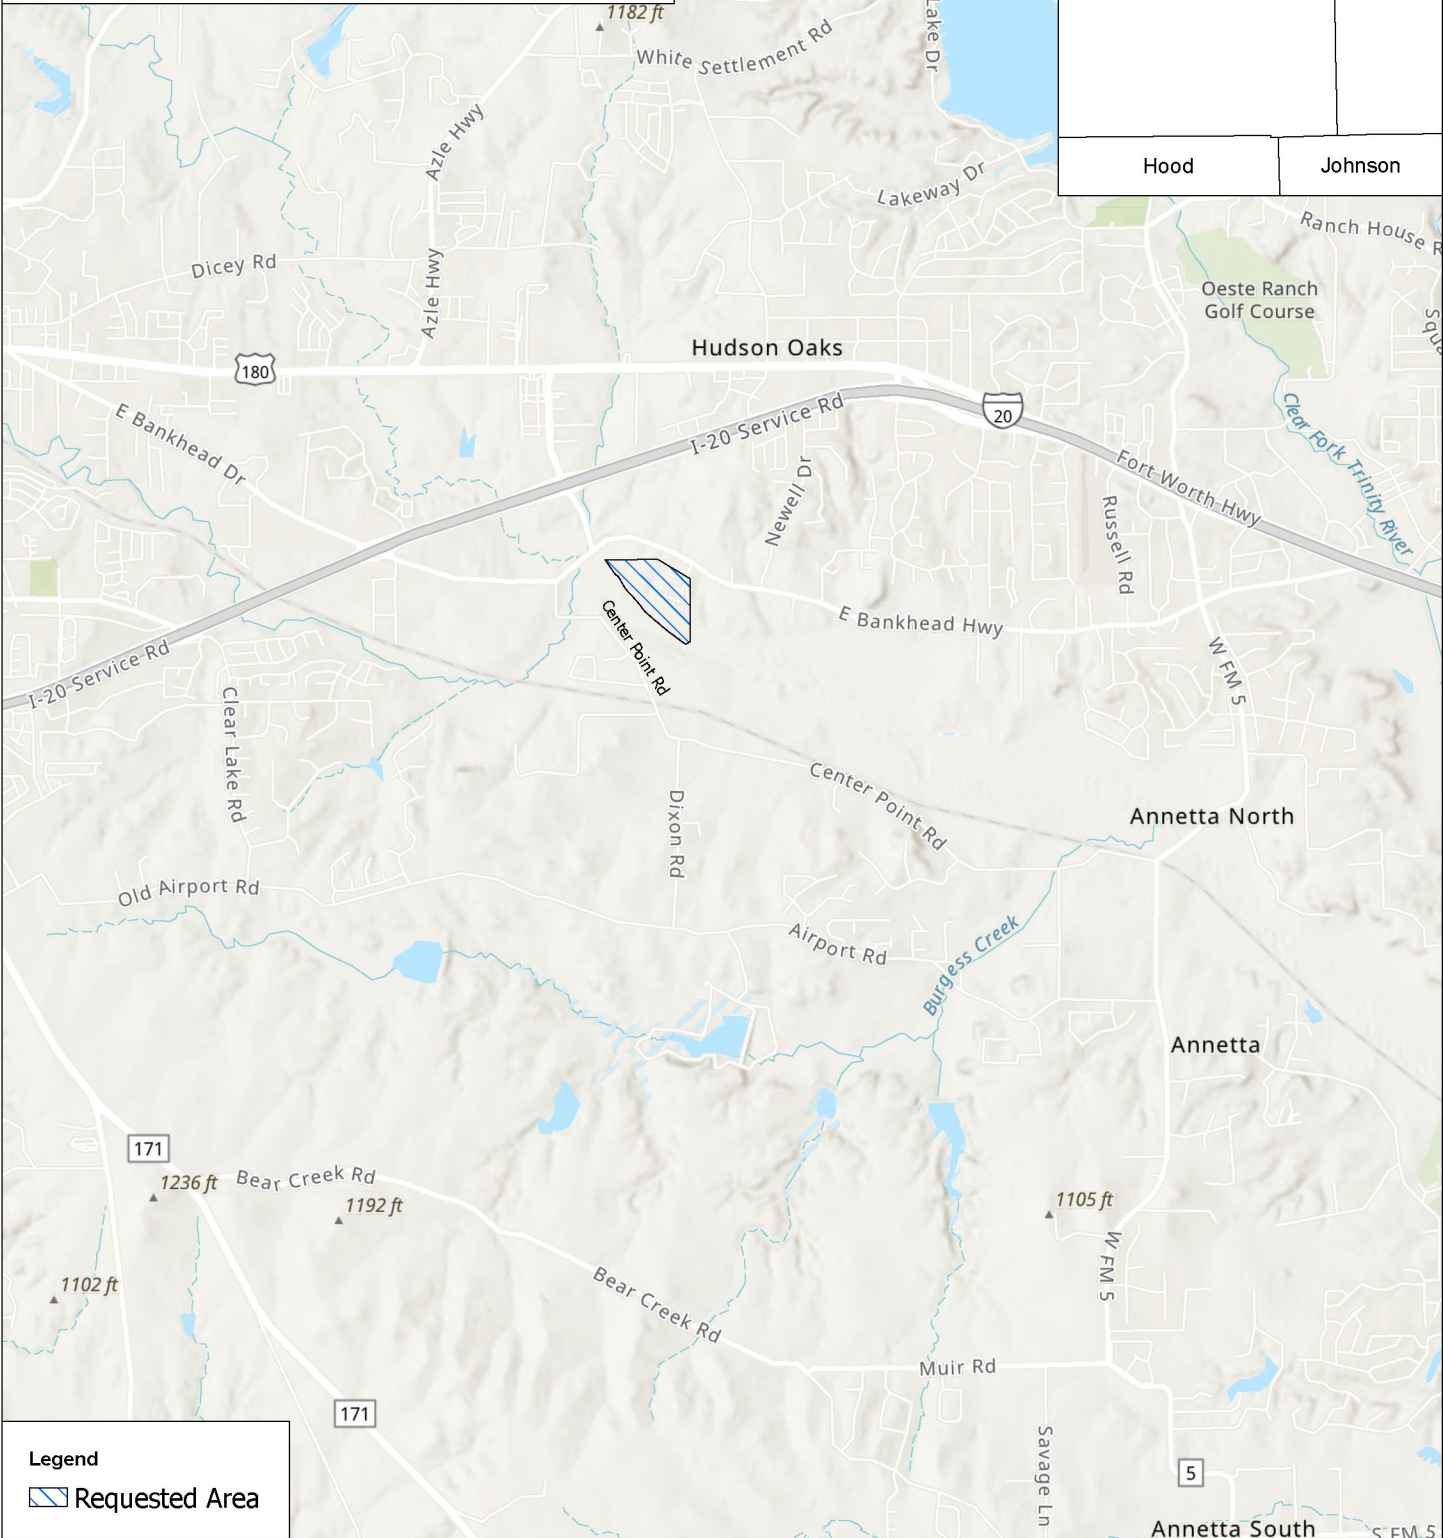 1182 ft
White Settlement Rd
Lake Dr
Azle Hwy
Lakeway Dr
Hood
Johnson
Ranch House R
Dicey Rd
Azle Hwy
Oeste Ranch
Golf Course
Squa
Hudson Oaks
180
I-20 Service Rd
20
E Bankhead Dr
Clear Fork Trinity River
Newell Dr
Fort Worth Hwy
Russell Rd
Center Point Rd
E Bankhead Hwy
W FM 5
I-20 Service Rd
Clear Lake Rd
Dixon Rd
Center Point Rd
Annetta North
Old Airport Rd
Airport Rd
Burgess Creek
Annetta
171
1236 ft
Bear Creek Rd
1192 ft
1105 ft
W FM 5
1102 ft
Bear Creek Rd
Muir Rd
171
Savage Ln
Legend
Requested Area
5
Annetta South
S FM 5